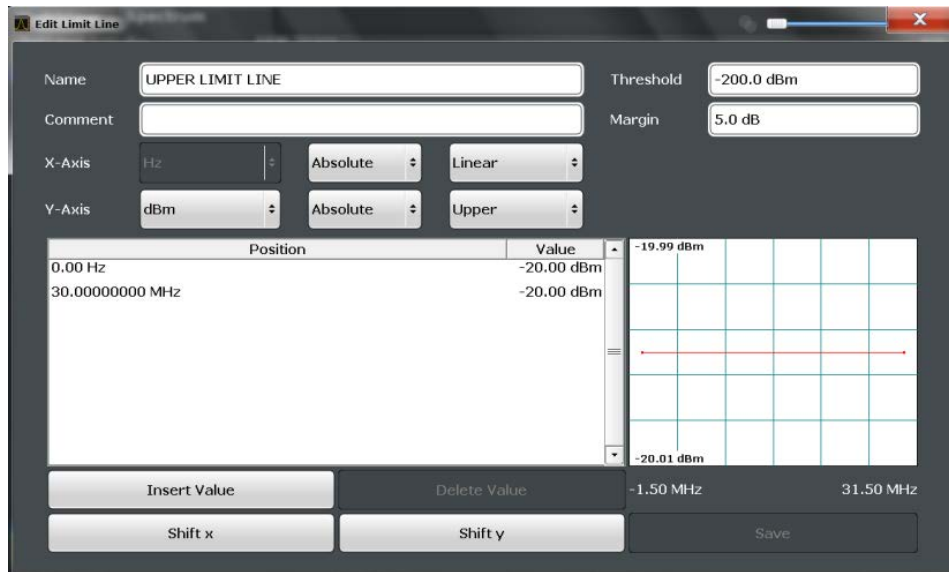 Edit Limit Line
Name UPPER LIMIT LINE Threshold -200.0 dBm
Comment Margin 5.0 dB
X-Axis Hz Absolute Linear
Y-Axis dBm Absolute Upper
Position Value
0.00 Hz -20.00 dBm
30.00000000 MHz -20.00 dBm
-19.99 dBm
-20.01 dBm
-1.50 MHz 31.50 MHz
Insert Value Delete Value
Shift x Shift y Save